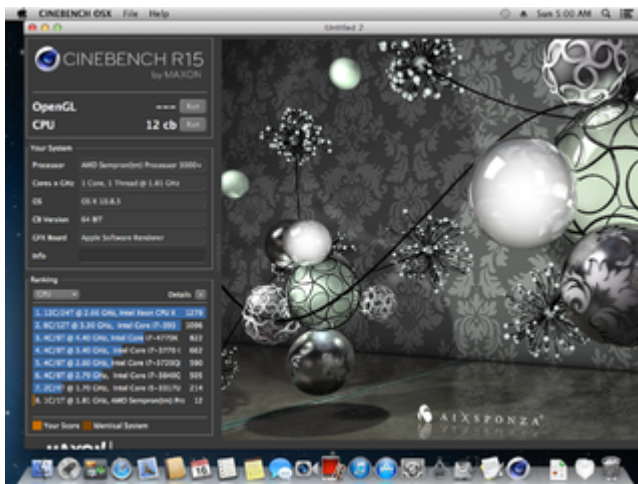 CINEBENCH OSX File Help Sun 5:00 AM
Untitled 2
CINEBENCH R15
by MAXON
OpenGL --- Run
CPU 12 cb Run
Your System
Processor AMD Sempron(tm) Processor 3000+
Cores x GHz 1 Core, 1 Thread @ 1.81 GHz
OS OS X 10.8.5
CB Version 64 BIT
GFX Board Apple Software Renderer
Info
Ranking
CPU Details
1. 12C/24T @ 2.66 GHz, Intel Xeon CPU X 1279
2. 6C/12T @ 3.30 GHz, Intel Core i7-393 1096
3. 4C/8T @ 4.40 GHz, Intel Core i7-4770K 822
4. 4C/8T @ 3.40 GHz, Intel Core i7-3770 662
5. 4C/8T @ 2.60 GHz, Intel Core i7-3720Q 590
6. 4C/8T @ 2.79 GHz, Intel Core i7-3840Q 505
7. 2C/4T @ 1.70 GHz, Intel Core i5-3317U 214
8. 1C/1T @ 1.81 GHz, AMD Sempron(tm) Pro 12
Your Score Identical System
MAXON
AIXSPONZA
16